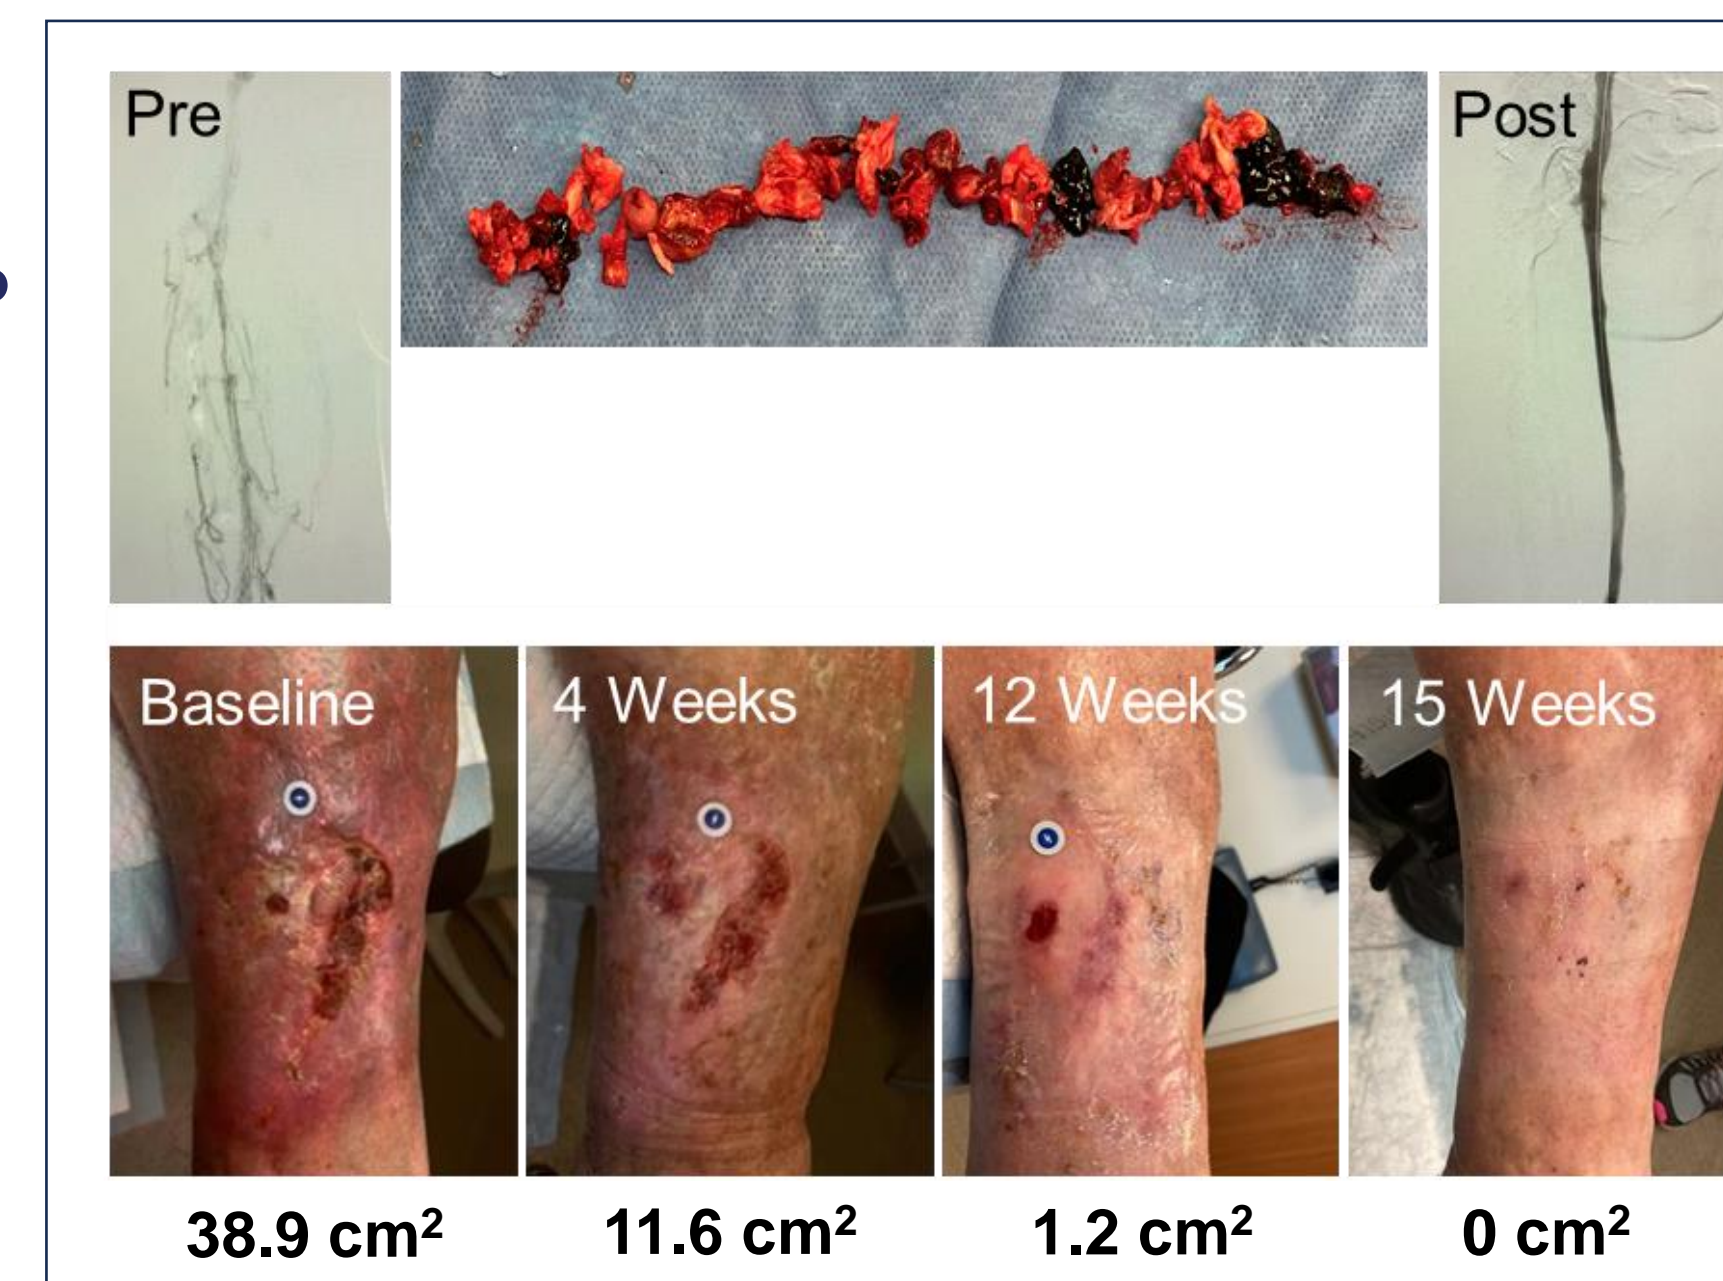 Pre
Post
Baseline
4 Weeks
12 Weeks
15 Weeks
38.9 cm²
11.6 cm²
1.2 cm²
0 cm²